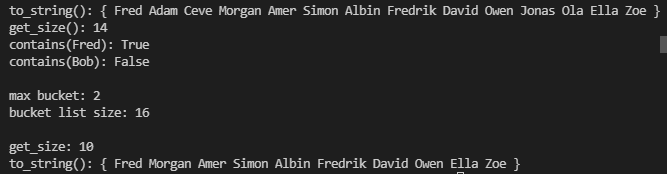 to_string(): { Fred Adam Ceve Morgan Amer Simon Albin Fredrik David Owen Jonas Ola Ella Zoe }
get_size(): 14
contains(Fred): True
contains(Bob): False
max bucket: 2
bucket list size: 16
get_size: 10
to_string(): { Fred Morgan Amer Simon Albin Fredrik David Owen Ella Zoe }